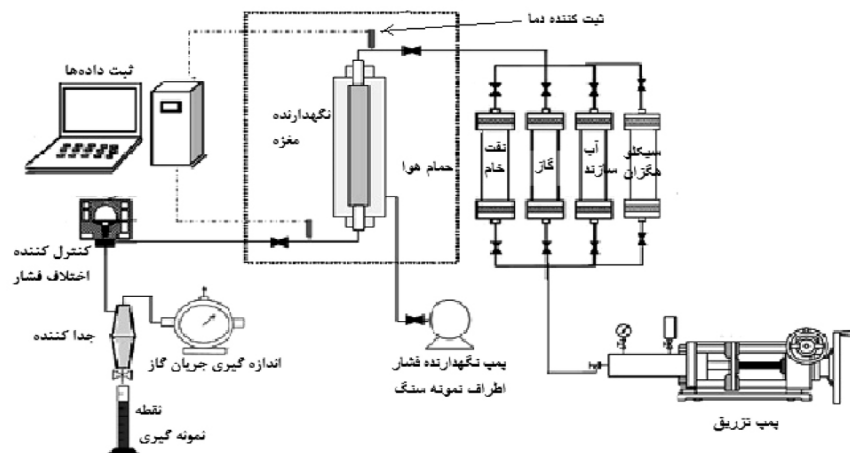 ثبت کننده دما
ثبت داده‌ها
نگهدارنده
مغزه
حمام هوا
نفت
خام
گاز
آب
سازند
سیکلو
هگزان
کنترل کننده
اختلاف فشار
جدا کننده
اندازه گیری جریان گاز
پمپ نگهدارنده فشار
اطراف نمونه سنگ
نقطه
نمونه گیری
پمپ تزریق